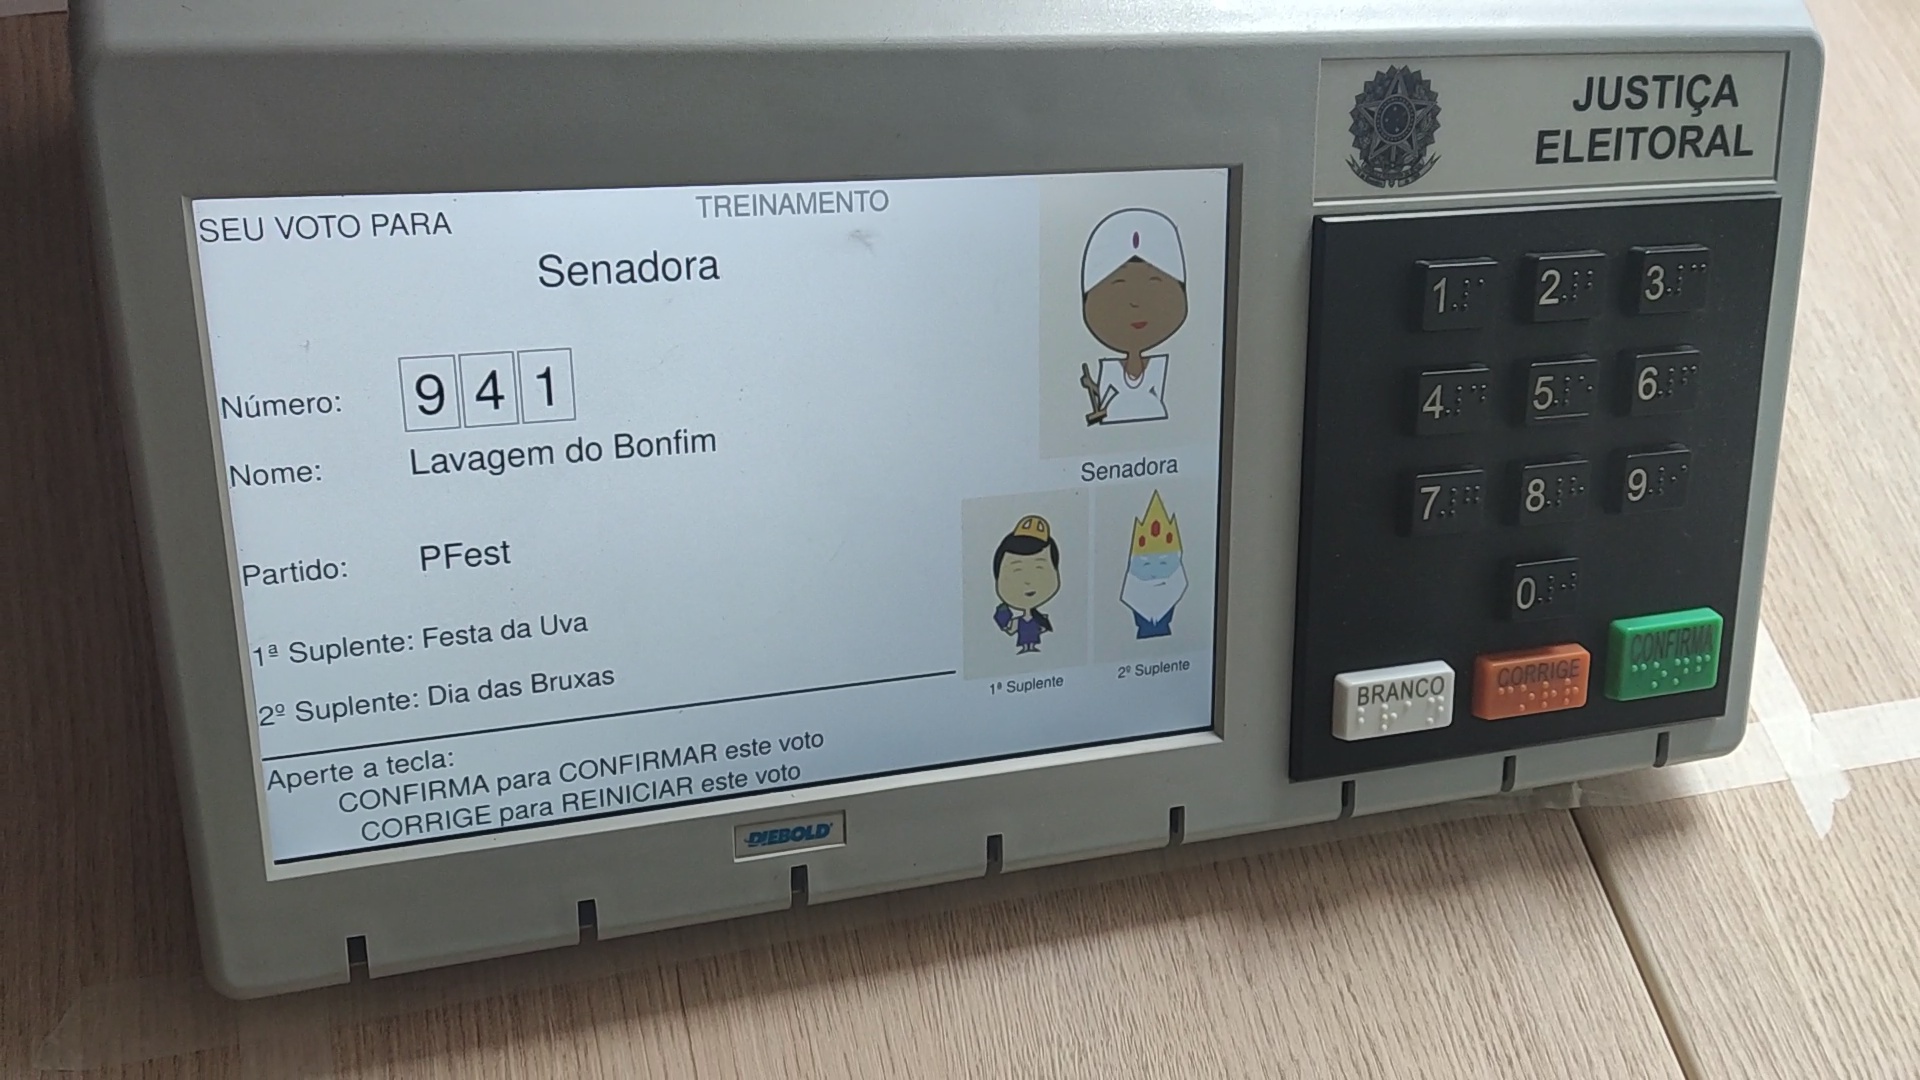 JUSTIÇA
ELEITORAL
SEU VOTO PARA
TREINAMENTO
Senadora
Número: 9 4 1
Nome: Lavagem do Bonfim
Partido: PFest
1ª Suplente: Festa da Uva
2º Suplente: Dia das Bruxas
Senadora
1ª Suplente
2º Suplente
Aperte a tecla:
CONFIRMA para CONFIRMAR este voto
CORRIGE para REINICIAR este voto
DIEBOLD
1 2 3
4 5 6
7 8 9
0
BRANCO CORRIGE CONFIRMA